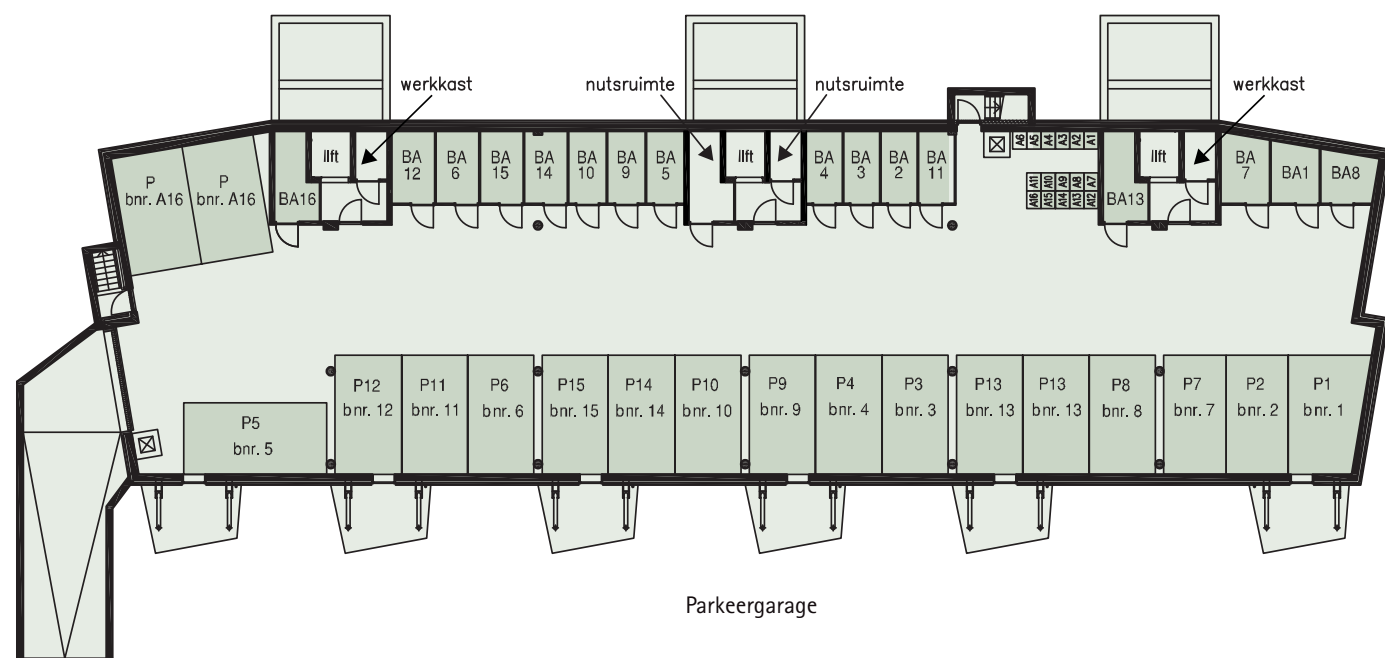 werkkast
nutsruimte
nutsruimte
werkkast
P
bnr. A16
P
bnr. A16
BA16
lift
BA
12
BA
6
BA
15
BA
14
BA
10
BA
9
BA
5
lift
BA
4
BA
3
BA
2
BA
11
A6
A5
A4
A3
A2
A1
A11
A10
A9
A8
A7
A16
A15
A14
A13
A12
BA13
lift
BA
7
BA1
BA8
P5
bnr. 5
P12
bnr. 12
P11
bnr. 11
P6
bnr. 6
P15
bnr. 15
P14
bnr. 14
P10
bnr. 10
P9
bnr. 9
P4
bnr. 4
P3
bnr. 3
P13
bnr. 13
P13
bnr. 13
P8
bnr. 8
P7
bnr. 7
P2
bnr. 2
P1
bnr. 1
Parkeergarage